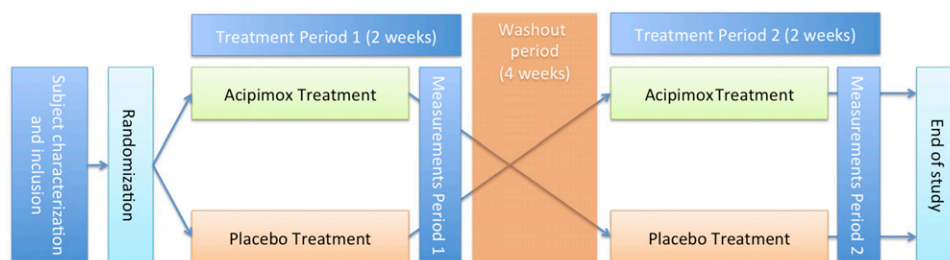 Treatment Period 1 (2 weeks)
Washout
period
(4 weeks)
Treatment Period 2 (2 weeks)
Subject characterization
and inclusion
Randomization
Acipimox Treatment
Placebo Treatment
Measurements Period 1
AcipimoxTreatment
Placebo Treatment
Measurements Period 2
End of study